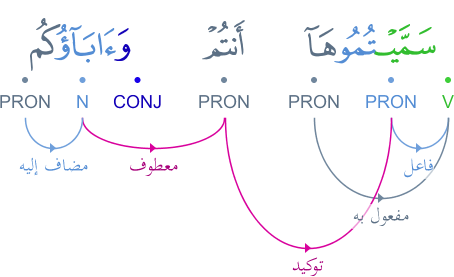 سَمَّيۡتُمُوهَآ أَنتُمۡ وَءَابَآؤُكُم
V PRON PRON PRON CONJ N PRON
فاعل معطوف مضاف إليه
مفعول به
توكيد